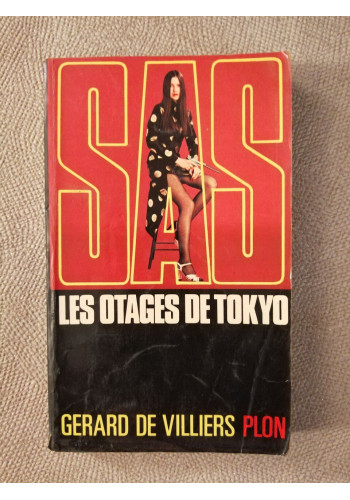 SAS
LES OTAGES DE TOKYO
GERARD DE VILLIERS PLON